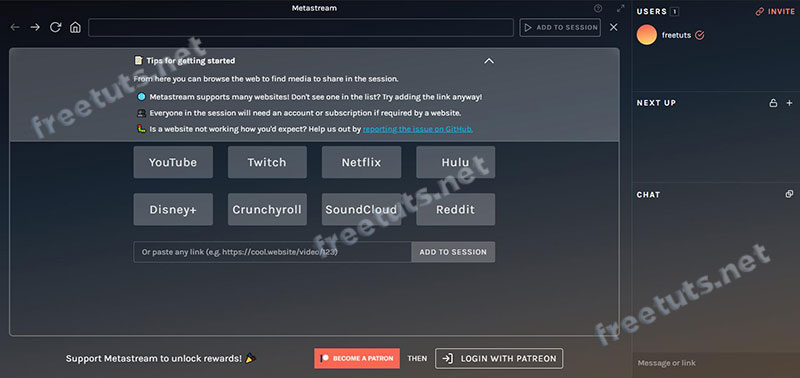 Metastream
ADD TO SESSION
Tips for getting started
From here you can browse the web to find media to share in the session.
Metastream supports many websites! Don't see one in the list? Try adding the link anyway!
Everyone in the session will need an account or subscription if required by a website.
Is a website not working how you'd expect? Help us out by reporting the issue on GitHub.
YouTube
Twitch
Netflix
Hulu
Disney+
Crunchyroll
SoundCloud
Reddit
Or paste any link (e.g. https://cool.website/video/123)
ADD TO SESSION
Support Metastream to unlock rewards!
BECOME A PATRON
THEN
LOGIN WITH PATREON
USERS 1
INVITE
freetuts
NEXT UP
CHAT
Message or link
freetuts.net
freetuts.net
freetuts.net